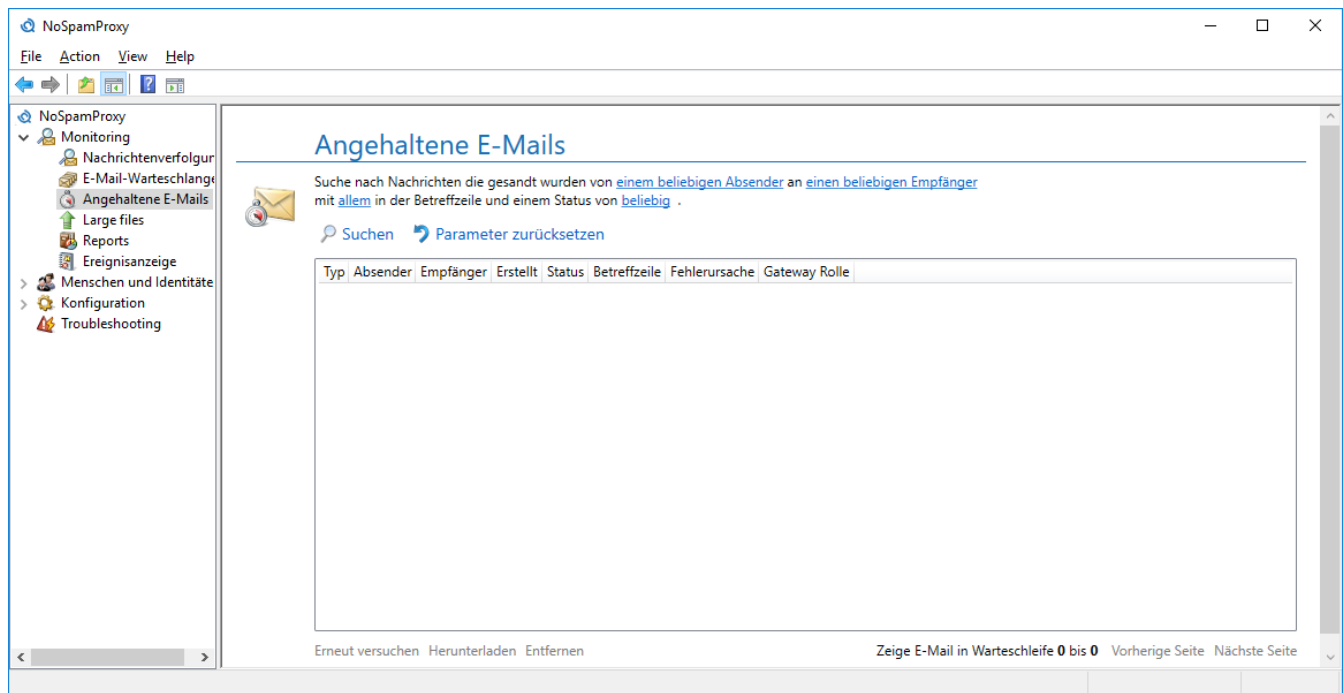 NoSpamProxy
File Action View Help
NoSpamProxy
Monitoring
Nachrichtenverfolgur
E-Mail-Warteschlange
Angehaltene E-Mails
Large files
Reports
Ereignisanzeige
Menschen und Identitäte
Konfiguration
Troubleshooting
Angehaltene E-Mails
Suche nach Nachrichten die gesandt wurden von einem beliebigen Absender an einen beliebigen Empfänger
mit allem in der Betreffzeile und einem Status von beliebig .
Suchen Parameter zurücksetzen
Typ Absender Empfänger Erstellt Status Betreffzeile Fehlerursache Gateway Rolle
Erneut versuchen Herunterladen Entfernen Zeige E-Mail in Warteschleife 0 bis 0 Vorherige Seite Nächste Seite